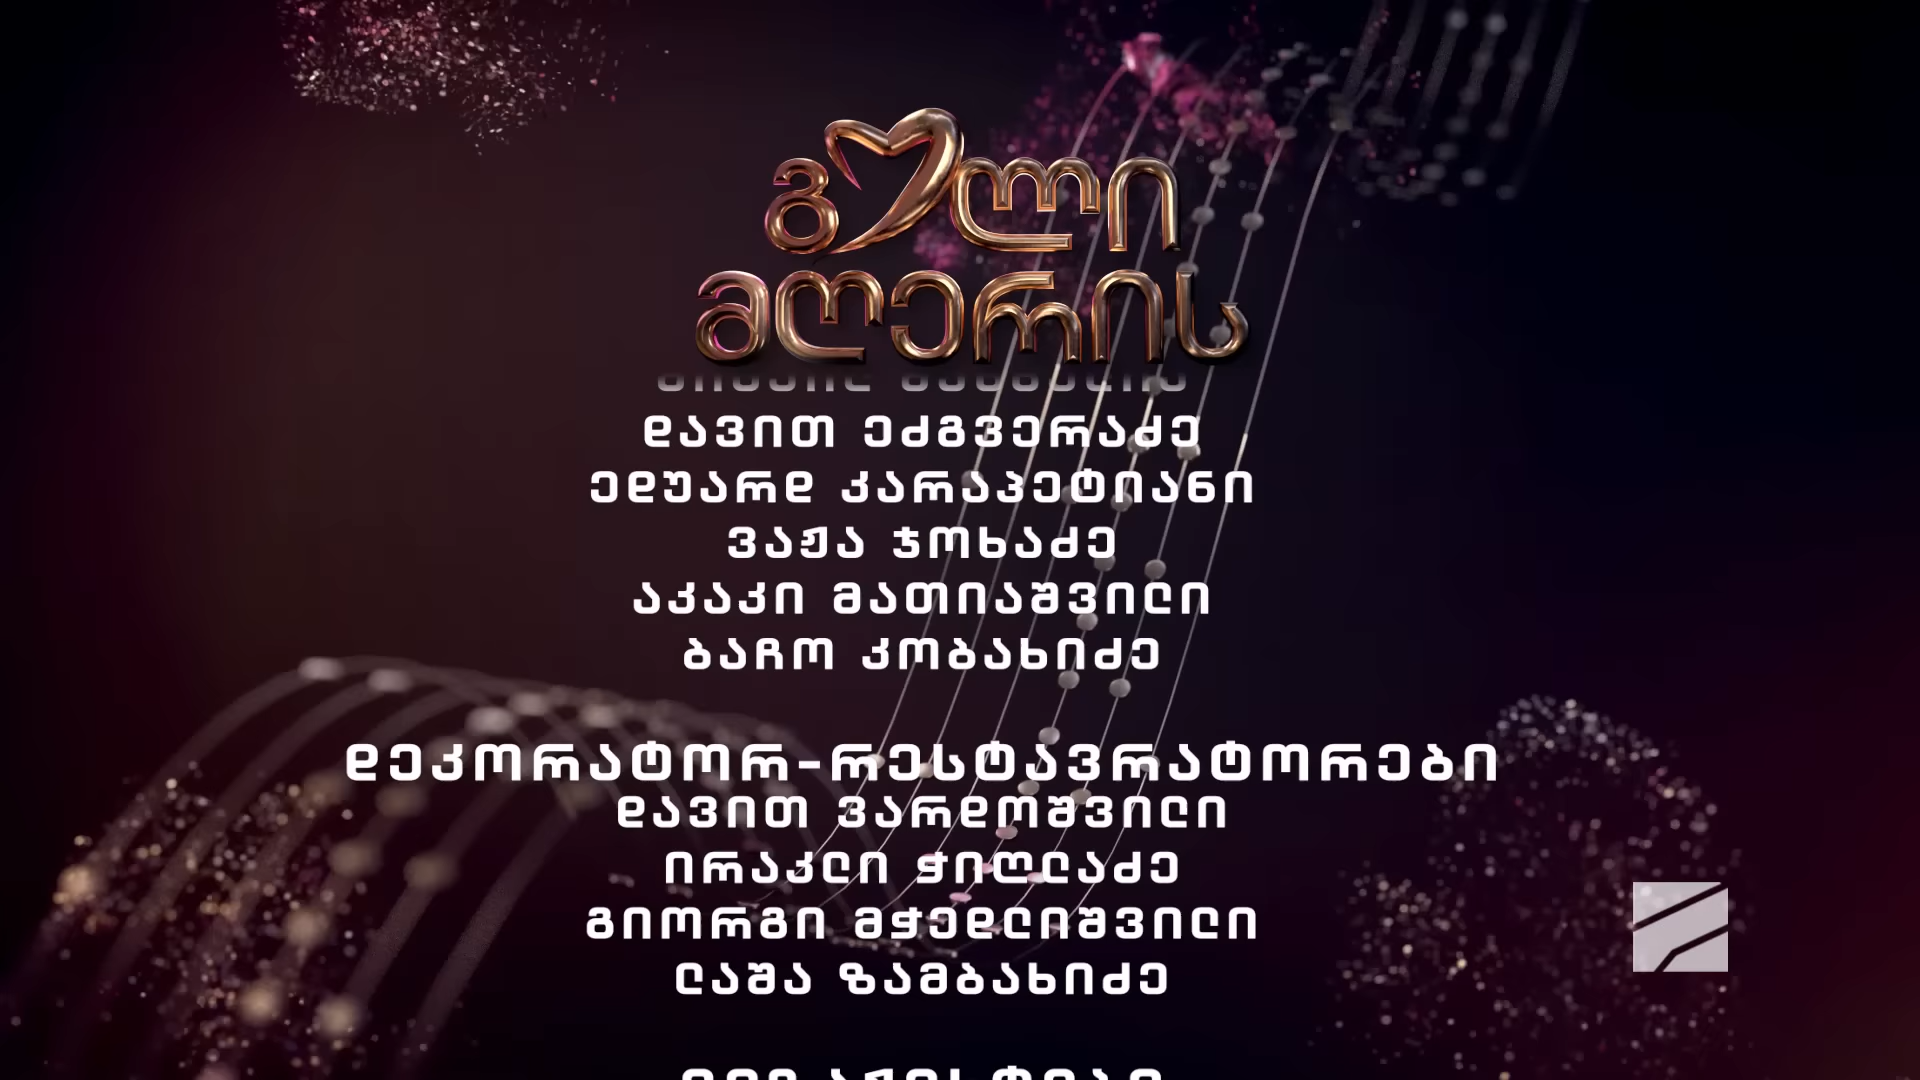 გული
მღერის
დავით ეძგვერაძე
ედუარდ კარაპეტიანი
ვაჟა ჯოხაძე
აკაკი მათიაშვილი
ბაჩო კობახიძე
დეკორატორ-რესტავრატორები
დავით ვარდოშვილი
ირაკლი ჭიღლაძე
გიორგი მჭედლიშვილი
ლაშა ზამბახიძე